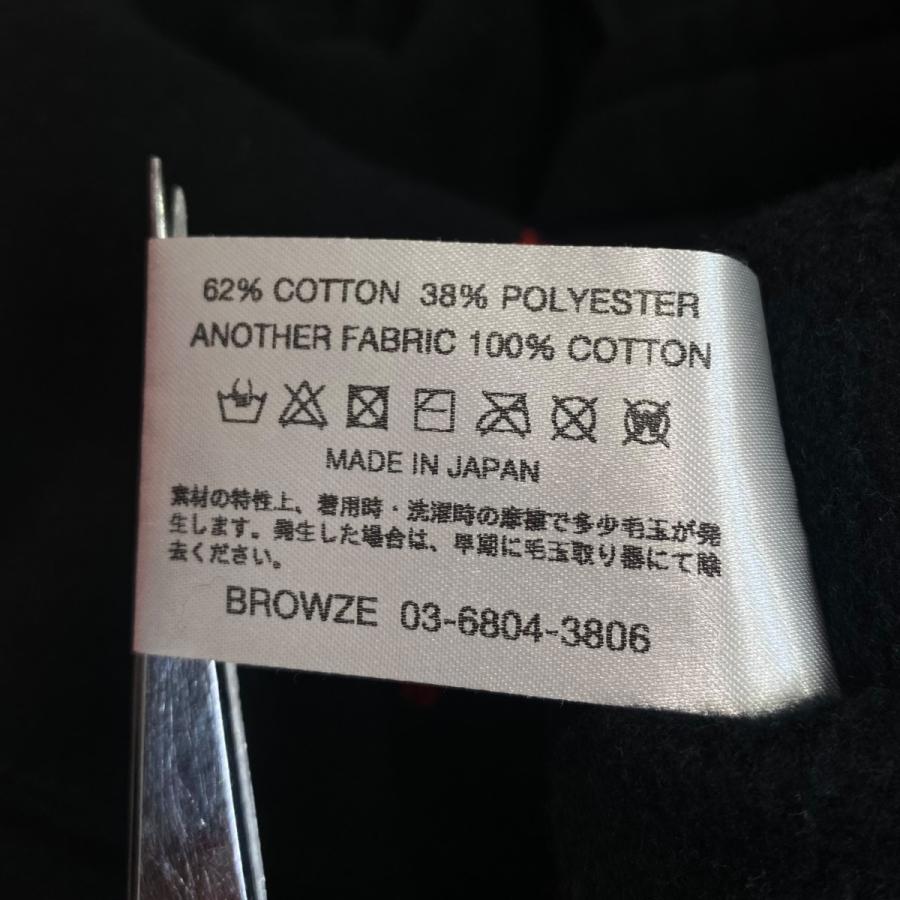 62% COTTON 38% POLYESTER
ANOTHER FABRIC 100% COTTON
W
MADE IN JAPAN
素材の特性上、着用時・洗濯時の摩擦で多少毛玉が発
生します。発生した場合は、早期に毛玉取り器にて除
去ください。
BROWZE 03-6804-3806